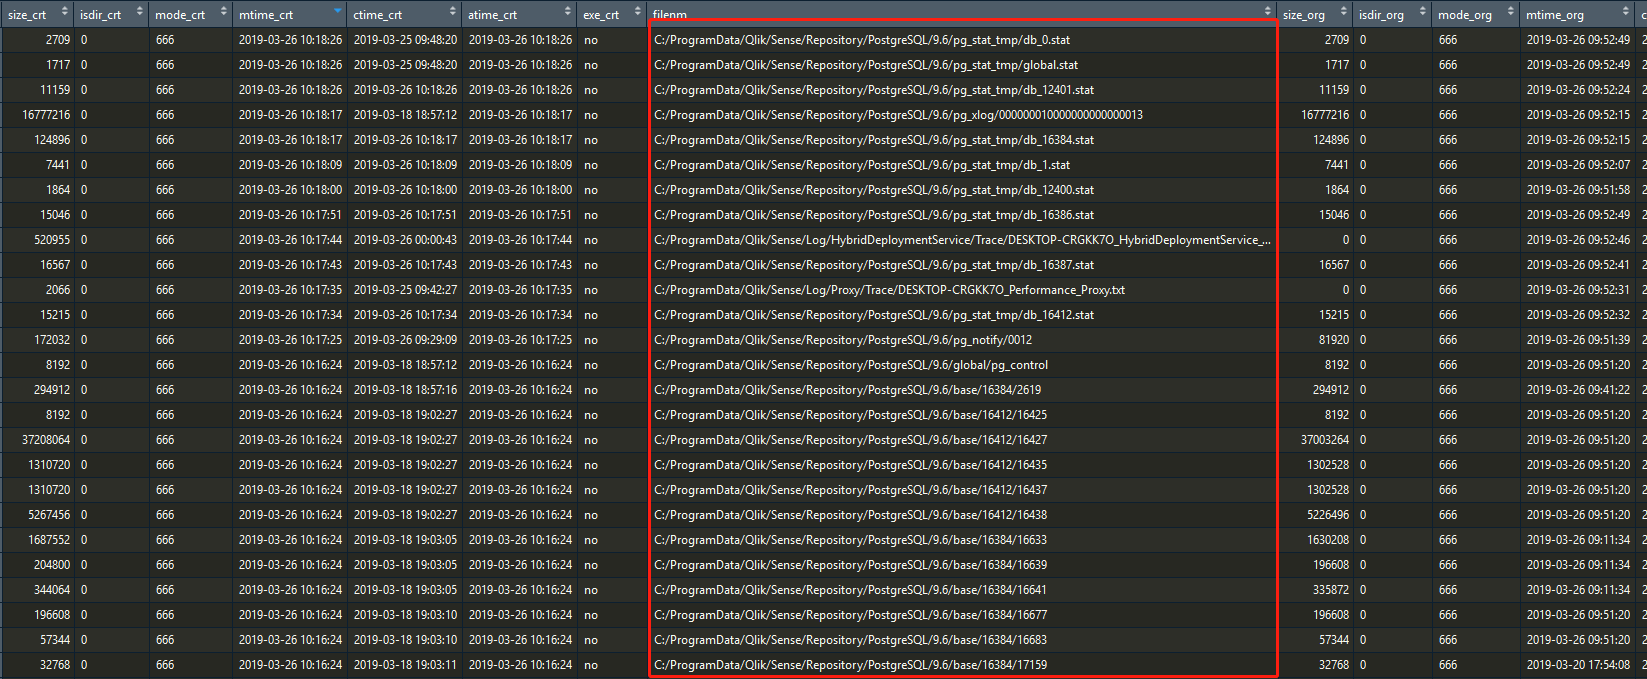 size_crt isdir_crt mode_crt mtime_crt ctime_crt atime_crt exe_crt filenm size_org isdir_org mode_org mtime_org c
2709 0 666 2019-03-26 10:18:26 2019-03-25 09:48:20 2019-03-26 10:18:26 no C:/ProgramData/Qlik/Sense/Repository/PostgreSQL/9.6/pg_stat_tmp/db_0.stat 2709 0 666 2019-03-26 09:52:49 2
1717 0 666 2019-03-26 10:18:26 2019-03-25 09:48:20 2019-03-26 10:18:26 no C:/ProgramData/Qlik/Sense/Repository/PostgreSQL/9.6/pg_stat_tmp/global.stat 1717 0 666 2019-03-26 09:52:49 2
11159 0 666 2019-03-26 10:18:26 2019-03-26 10:18:26 2019-03-26 10:18:26 no C:/ProgramData/Qlik/Sense/Repository/PostgreSQL/9.6/pg_stat_tmp/db_12401.stat 11159 0 666 2019-03-26 09:52:24 2
16777216 0 666 2019-03-26 10:18:17 2019-03-18 18:57:12 2019-03-26 10:18:17 no C:/ProgramData/Qlik/Sense/Repository/PostgreSQL/9.6/pg_xlog/000000010000000000000013 16777216 0 666 2019-03-26 09:52:15 2
124896 0 666 2019-03-26 10:18:17 2019-03-26 10:18:17 2019-03-26 10:18:17 no C:/ProgramData/Qlik/Sense/Repository/PostgreSQL/9.6/pg_stat_tmp/db_16384.stat 124896 0 666 2019-03-26 09:52:15 2
7441 0 666 2019-03-26 10:18:09 2019-03-26 10:18:09 2019-03-26 10:18:09 no C:/ProgramData/Qlik/Sense/Repository/PostgreSQL/9.6/pg_stat_tmp/db_1.stat 7441 0 666 2019-03-26 09:52:07 2
1864 0 666 2019-03-26 10:18:00 2019-03-26 10:18:00 2019-03-26 10:18:00 no C:/ProgramData/Qlik/Sense/Repository/PostgreSQL/9.6/pg_stat_tmp/db_12400.stat 1864 0 666 2019-03-26 09:51:58 2
15046 0 666 2019-03-26 10:17:51 2019-03-26 10:17:51 2019-03-26 10:17:51 no C:/ProgramData/Qlik/Sense/Repository/PostgreSQL/9.6/pg_stat_tmp/db_16386.stat 15046 0 666 2019-03-26 09:52:49 2
520955 0 666 2019-03-26 10:17:44 2019-03-26 00:00:43 2019-03-26 10:17:44 no C:/ProgramData/Qlik/Sense/Log/HybridDeploymentService/Trace/DESKTOP-CRGKK7O_HybridDeploymentService_... 0 0 666 2019-03-26 09:52:46 2
16567 0 666 2019-03-26 10:17:43 2019-03-26 10:17:43 2019-03-26 10:17:43 no C:/ProgramData/Qlik/Sense/Repository/PostgreSQL/9.6/pg_stat_tmp/db_16387.stat 16567 0 666 2019-03-26 09:52:41 2
2066 0 666 2019-03-26 10:17:35 2019-03-25 09:42:27 2019-03-26 10:17:35 no C:/ProgramData/Qlik/Sense/Log/Proxy/Trace/DESKTOP-CRGKK7O_Performance_Proxy.txt 0 0 666 2019-03-26 09:52:31 2
15215 0 666 2019-03-26 10:17:34 2019-03-26 10:17:34 2019-03-26 10:17:34 no C:/ProgramData/Qlik/Sense/Repository/PostgreSQL/9.6/pg_stat_tmp/db_16412.stat 15215 0 666 2019-03-26 09:52:32 2
172032 0 666 2019-03-26 10:17:25 2019-03-26 09:29:09 2019-03-26 10:17:25 no C:/ProgramData/Qlik/Sense/Repository/PostgreSQL/9.6/pg_notify/0012 81920 0 666 2019-03-26 09:51:39 2
8192 0 666 2019-03-26 10:16:24 2019-03-18 18:57:12 2019-03-26 10:16:24 no C:/ProgramData/Qlik/Sense/Repository/PostgreSQL/9.6/global/pg_control 8192 0 666 2019-03-26 09:51:20 2
294912 0 666 2019-03-26 10:16:24 2019-03-18 18:57:16 2019-03-26 10:16:24 no C:/ProgramData/Qlik/Sense/Repository/PostgreSQL/9.6/base/16384/2619 294912 0 666 2019-03-26 09:41:22 2
8192 0 666 2019-03-26 10:16:24 2019-03-18 19:02:27 2019-03-26 10:16:24 no C:/ProgramData/Qlik/Sense/Repository/PostgreSQL/9.6/base/16412/16425 8192 0 666 2019-03-26 09:51:20 2
37208064 0 666 2019-03-26 10:16:24 2019-03-18 19:02:27 2019-03-26 10:16:24 no C:/ProgramData/Qlik/Sense/Repository/PostgreSQL/9.6/base/16412/16427 37003264 0 666 2019-03-26 09:51:20 2
1310720 0 666 2019-03-26 10:16:24 2019-03-18 19:02:27 2019-03-26 10:16:24 no C:/ProgramData/Qlik/Sense/Repository/PostgreSQL/9.6/base/16412/16435 1302528 0 666 2019-03-26 09:51:20 2
1310720 0 666 2019-03-26 10:16:24 2019-03-18 19:02:27 2019-03-26 10:16:24 no C:/ProgramData/Qlik/Sense/Repository/PostgreSQL/9.6/base/16412/16437 1302528 0 666 2019-03-26 09:51:20 2
5267456 0 666 2019-03-26 10:16:24 2019-03-18 19:02:27 2019-03-26 10:16:24 no C:/ProgramData/Qlik/Sense/Repository/PostgreSQL/9.6/base/16412/16438 5226496 0 666 2019-03-26 09:51:20 2
1687552 0 666 2019-03-26 10:16:24 2019-03-18 19:03:05 2019-03-26 10:16:24 no C:/ProgramData/Qlik/Sense/Repository/PostgreSQL/9.6/base/16384/16633 1630208 0 666 2019-03-26 09:11:34 2
204800 0 666 2019-03-26 10:16:24 2019-03-18 19:03:05 2019-03-26 10:16:24 no C:/ProgramData/Qlik/Sense/Repository/PostgreSQL/9.6/base/16384/16639 196608 0 666 2019-03-26 09:11:34 2
344064 0 666 2019-03-26 10:16:24 2019-03-18 19:03:05 2019-03-26 10:16:24 no C:/ProgramData/Qlik/Sense/Repository/PostgreSQL/9.6/base/16384/16641 335872 0 666 2019-03-26 09:11:34 2
196608 0 666 2019-03-26 10:16:24 2019-03-18 19:03:10 2019-03-26 10:16:24 no C:/ProgramData/Qlik/Sense/Repository/PostgreSQL/9.6/base/16384/16677 196608 0 666 2019-03-26 09:51:20 2
57344 0 666 2019-03-26 10:16:24 2019-03-18 19:03:10 2019-03-26 10:16:24 no C:/ProgramData/Qlik/Sense/Repository/PostgreSQL/9.6/base/16384/16683 57344 0 666 2019-03-26 09:51:20 2
32768 0 666 2019-03-26 10:16:24 2019-03-18 19:03:11 2019-03-26 10:16:24 no C:/ProgramData/Qlik/Sense/Repository/PostgreSQL/9.6/base/16384/17159 32768 0 666 2019-03-20 17:54:08 2